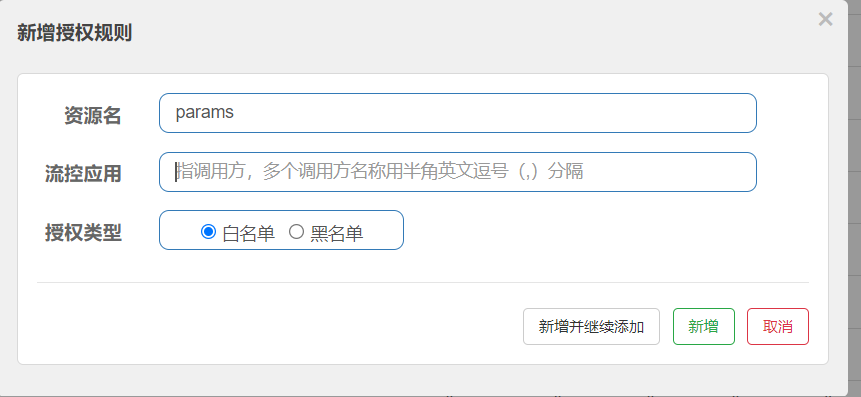 新增授权规则
×
资源名 params
流控应用 指调用方，多个调用方名称用半角英文逗号（,）分隔
授权类型 白名单 黑名单
新增并继续添加 新增 取消